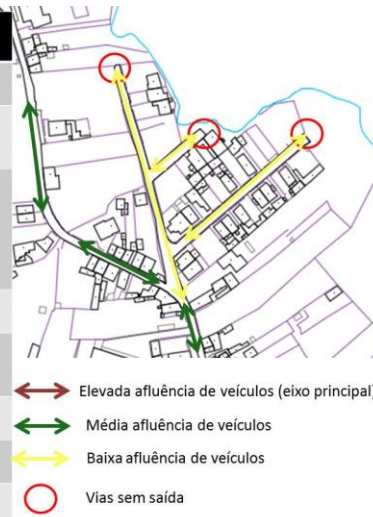 Elevada afluência de veículos (eixo principal)
Média afluência de veículos
Baixa afluência de veículos
Vias sem saída